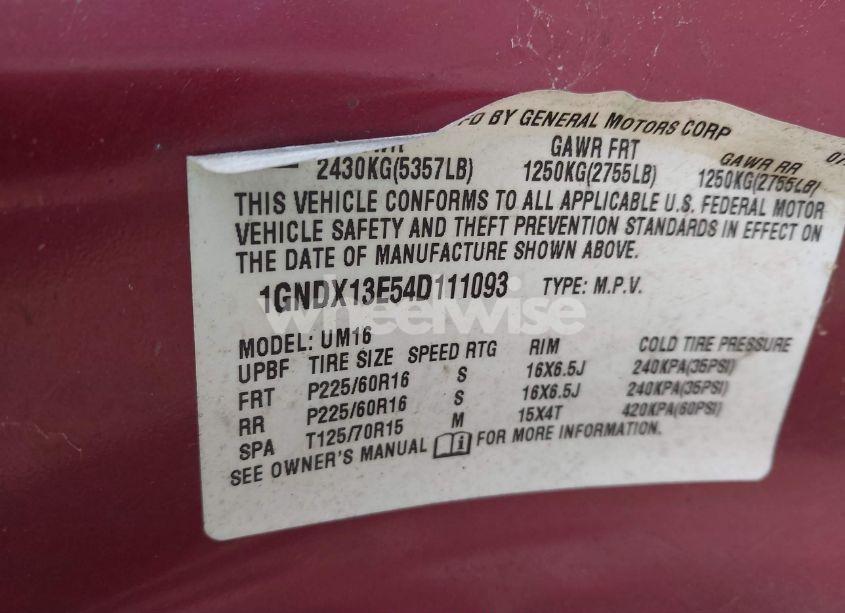 BY GENERAL MOTORS CORP
GAWR FRT GAWR RR
2430KG(5357LB) 1250KG(2755LB) 1250KG(2755LB)
THIS VEHICLE CONFORMS TO ALL APPLICABLE U.S. FEDERAL MOTOR
VEHICLE SAFETY AND THEFT PREVENTION STANDARDS IN EFFECT ON
THE DATE OF MANUFACTURE SHOWN ABOVE.
1GNDX13E54D111093 TYPE: M.P.V.
wheelwise
MODEL: UM16
UPBF TIRE SIZE SPEED RTG RIM COLD TIRE PRESSURE
FRT P225/60R16 S 16X6.5J 240KPA(35PSI)
RR P225/60R16 S 16X6.5J 240KPA(35PSI)
SPA T125/70R15 M 15X4T 420KPA(60PSI)
SEE OWNER'S MANUAL FOR MORE INFORMATION.